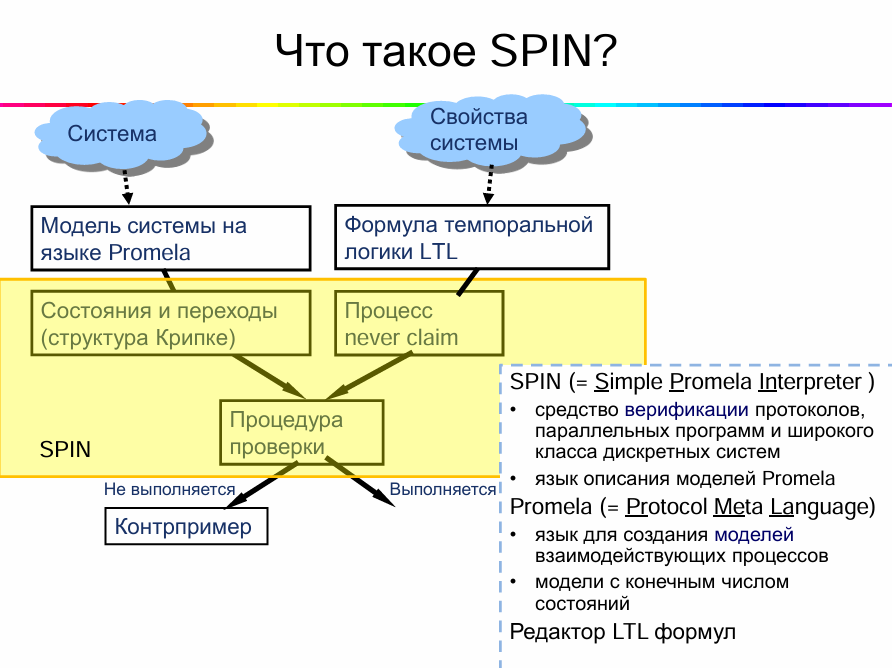 Что такое SPIN?
Система
Свойства
системы
Модель системы на
языке Promela
Формула темпоральной
логики LTL
Состояния и переходы
(структура Крипке)
Процесс
never claim
Процедура
проверки
SPIN
Не выполняется
Выполняется
Контрпример
SPIN (= Simple Promela Interpreter )
• средство верификации протоколов,
параллельных программ и широкого
класса дискретных систем
• язык описания моделей Promela
Promela (= Protocol Meta Language)
• язык для создания моделей
взаимодействующих процессов
• модели с конечным числом
состояний
Редактор LTL формул